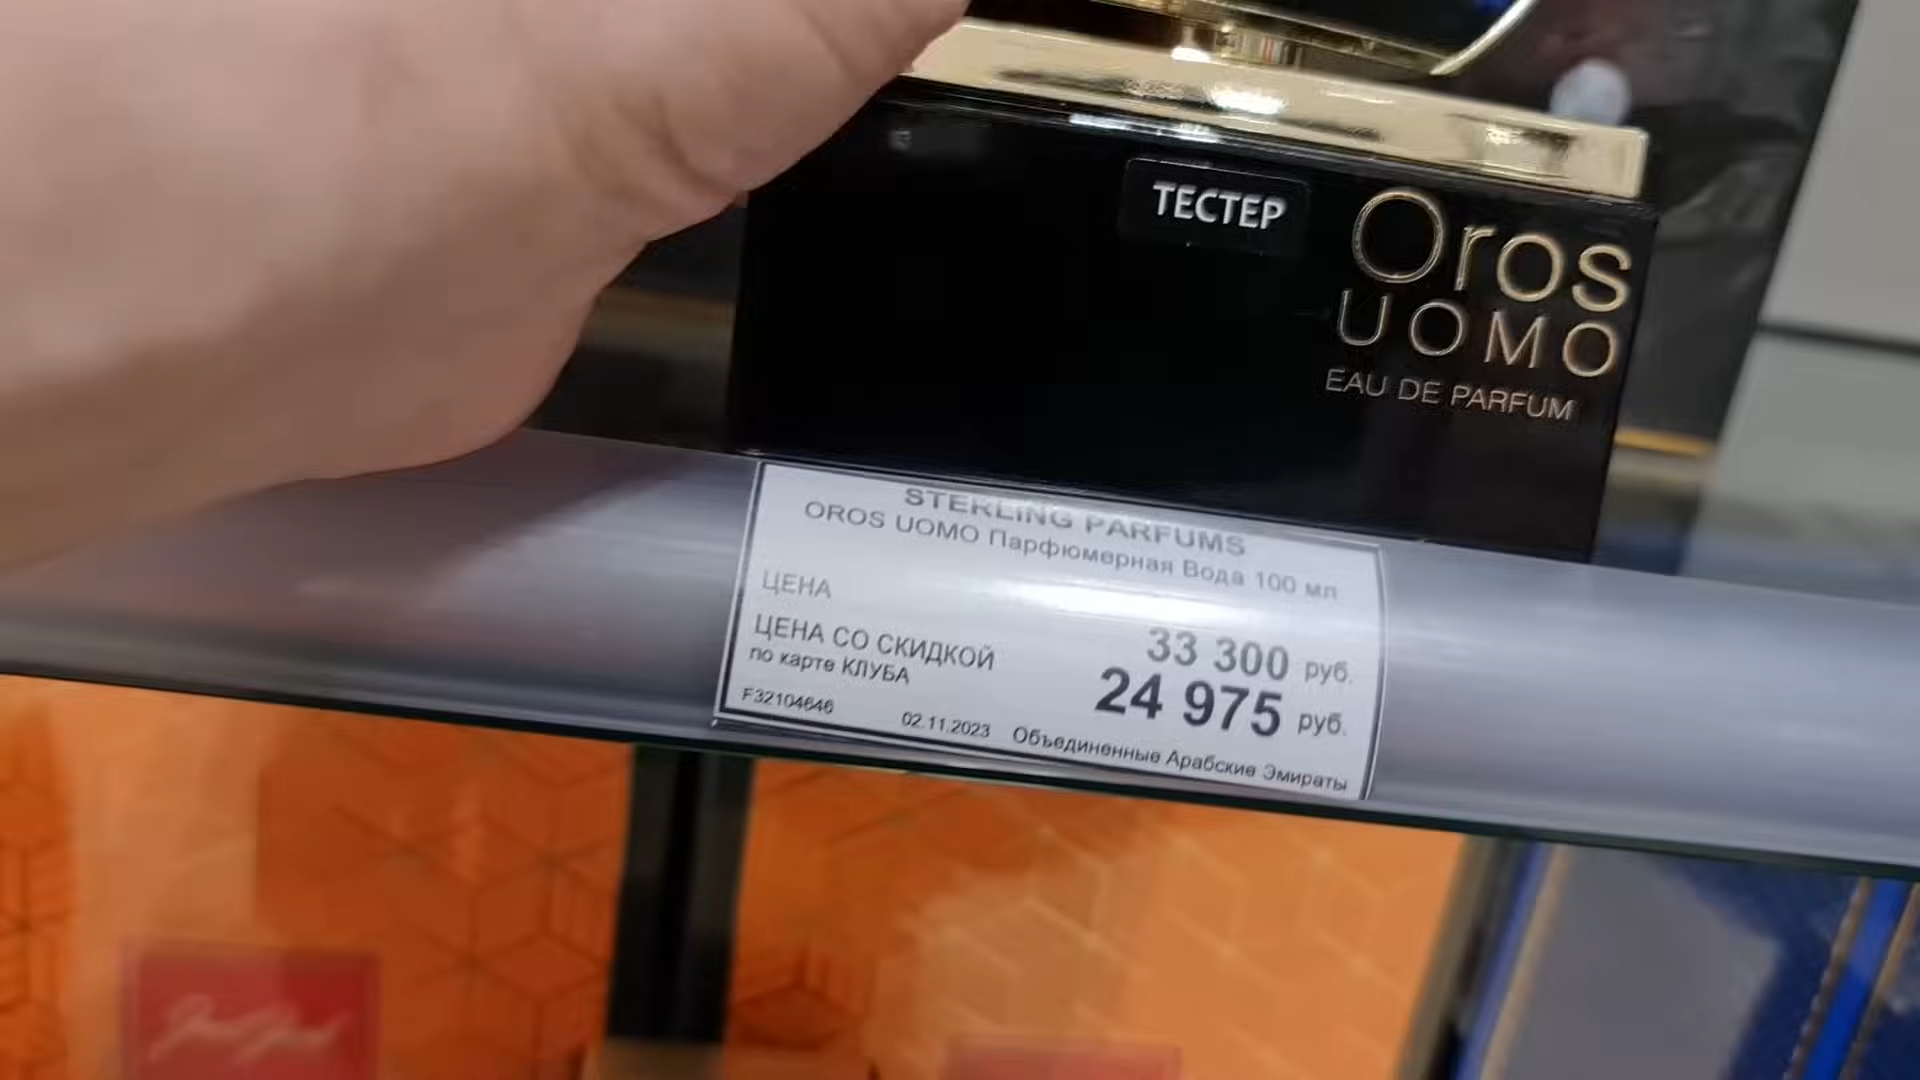 ТЕСТЕР
Oros
UOMO
EAU DE PARFUM
STERLING PARFUMS
OROS UOMO Парфюмерная Вода 100 мл
ЦЕНА
33 300 руб.
ЦЕНА СО СКИДКОЙ
по карте КЛУБА
24 975 руб.
F32104646
02.11.2023
Объединенные Арабские Эмираты